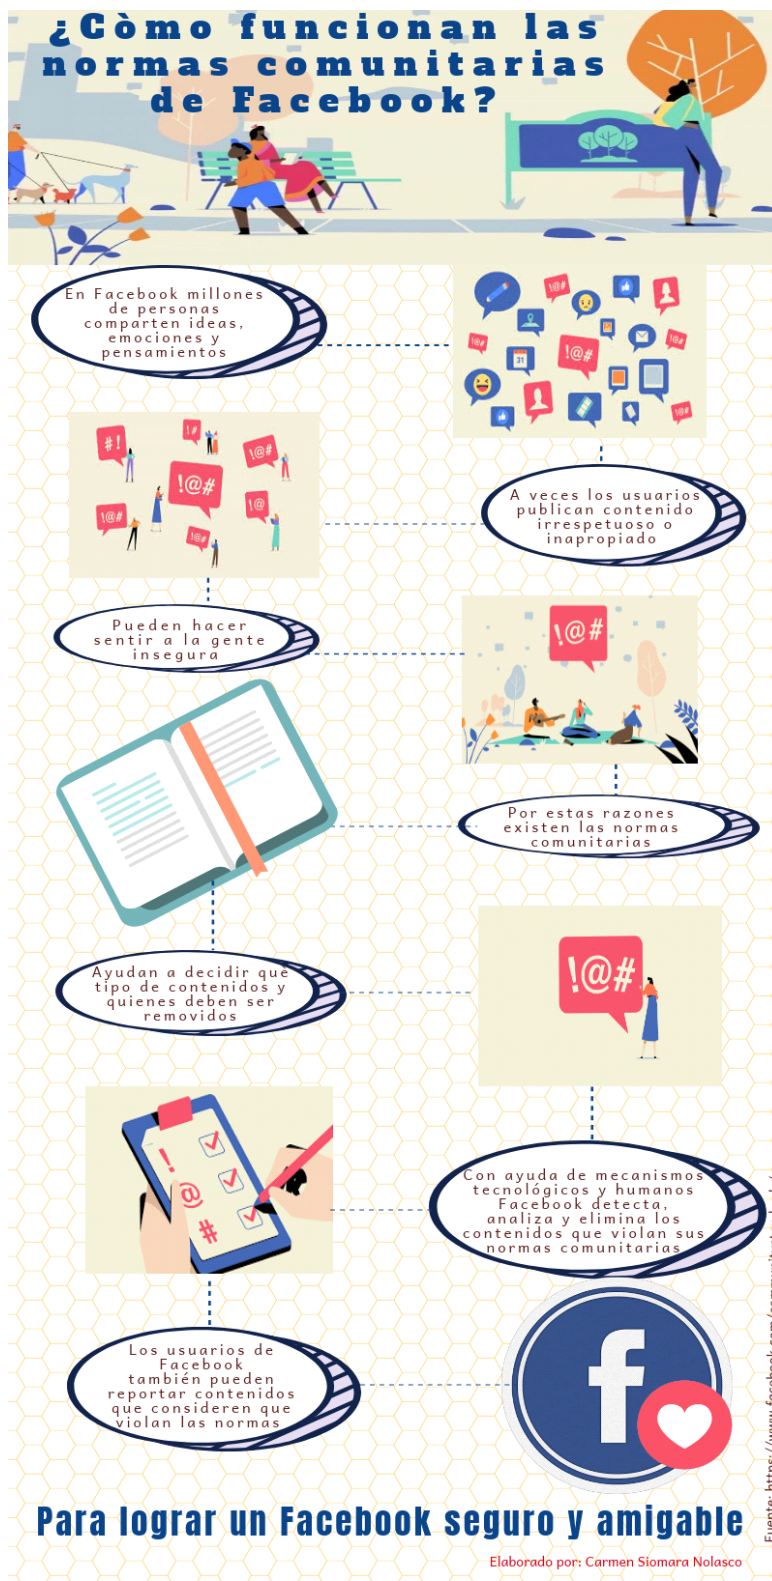 ¿Còmo funcionan las
normas comunitarias
de Facebook?
En Facebook millones
de personas
comparten ideas,
emociones y
pensamientos
!@#
!@#
!@#
!@#
31
!@#
#!
!#
!@#
!@#
!@#
!@
!@#
A veces los usuarios
publican contenido
irrespetuoso o
inapropiado
Pueden hacer
sentir a la gente
insegura
!@#
Por estas razones
existen las normas
comunitarias
Ayudan a decidir què
tipo de contenidos y
quienes deben ser
removidos
!@#
!
@
#
Con ayuda de mecanismos
tecnológicos y humanos
Facebook detecta,
analiza y elimina los
contenidos que violan sus
normas comunitarias
Los usuarios de
Facebook
también pueden
reportar contenidos
que consideren que
violan las normas
f
Para lograr un Facebook seguro y amigable
Elaborado por: Carmen Siomara Nolasco